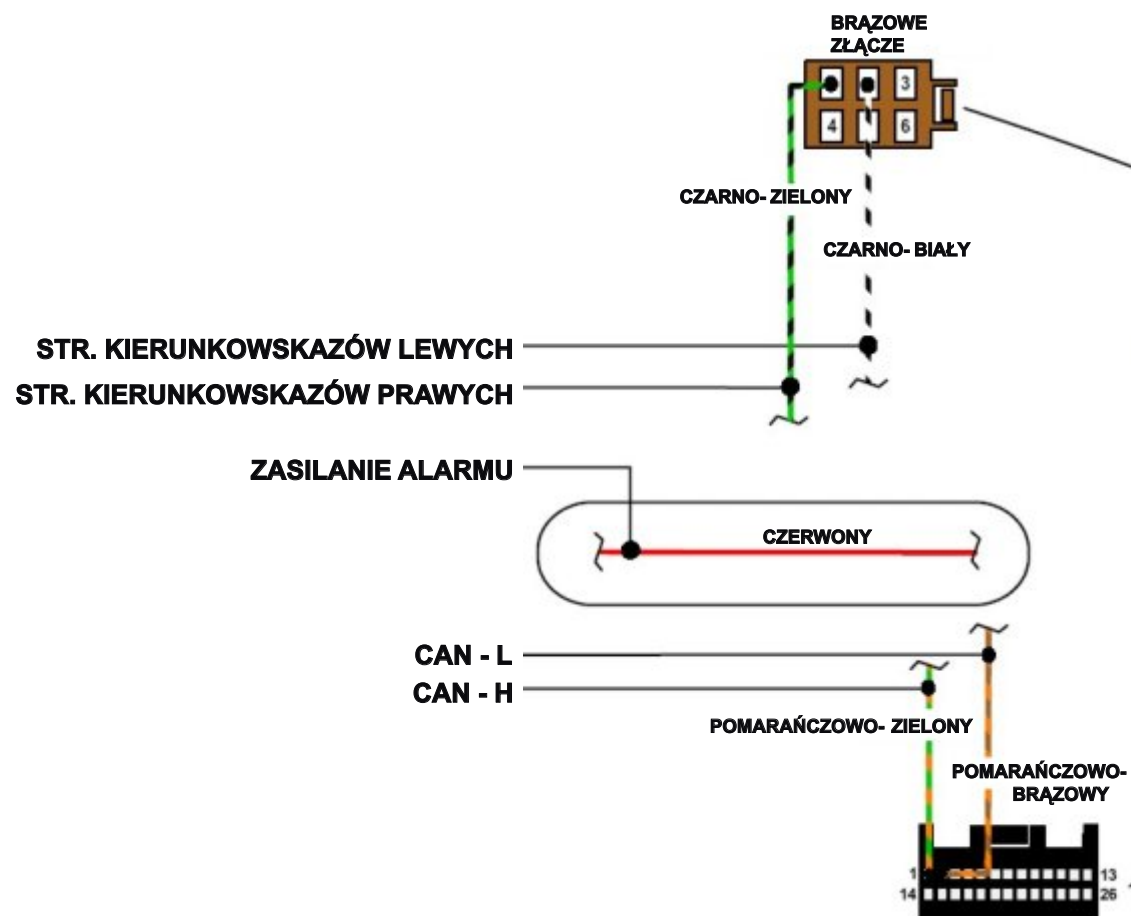 BRĄZOWE
ZŁĄCZE
3
4 6
CZARNO- ZIELONY
CZARNO- BIAŁY
STR. KIERUNKOWSKAZÓW LEWYCH
STR. KIERUNKOWSKAZÓW PRAWYCH
ZASILANIE ALARMU
CZERWONY
CAN - L
CAN - H
POMARAŃCZOWO- ZIELONY
POMARAŃCZOWO-
BRĄZOWY
1 13
14 26